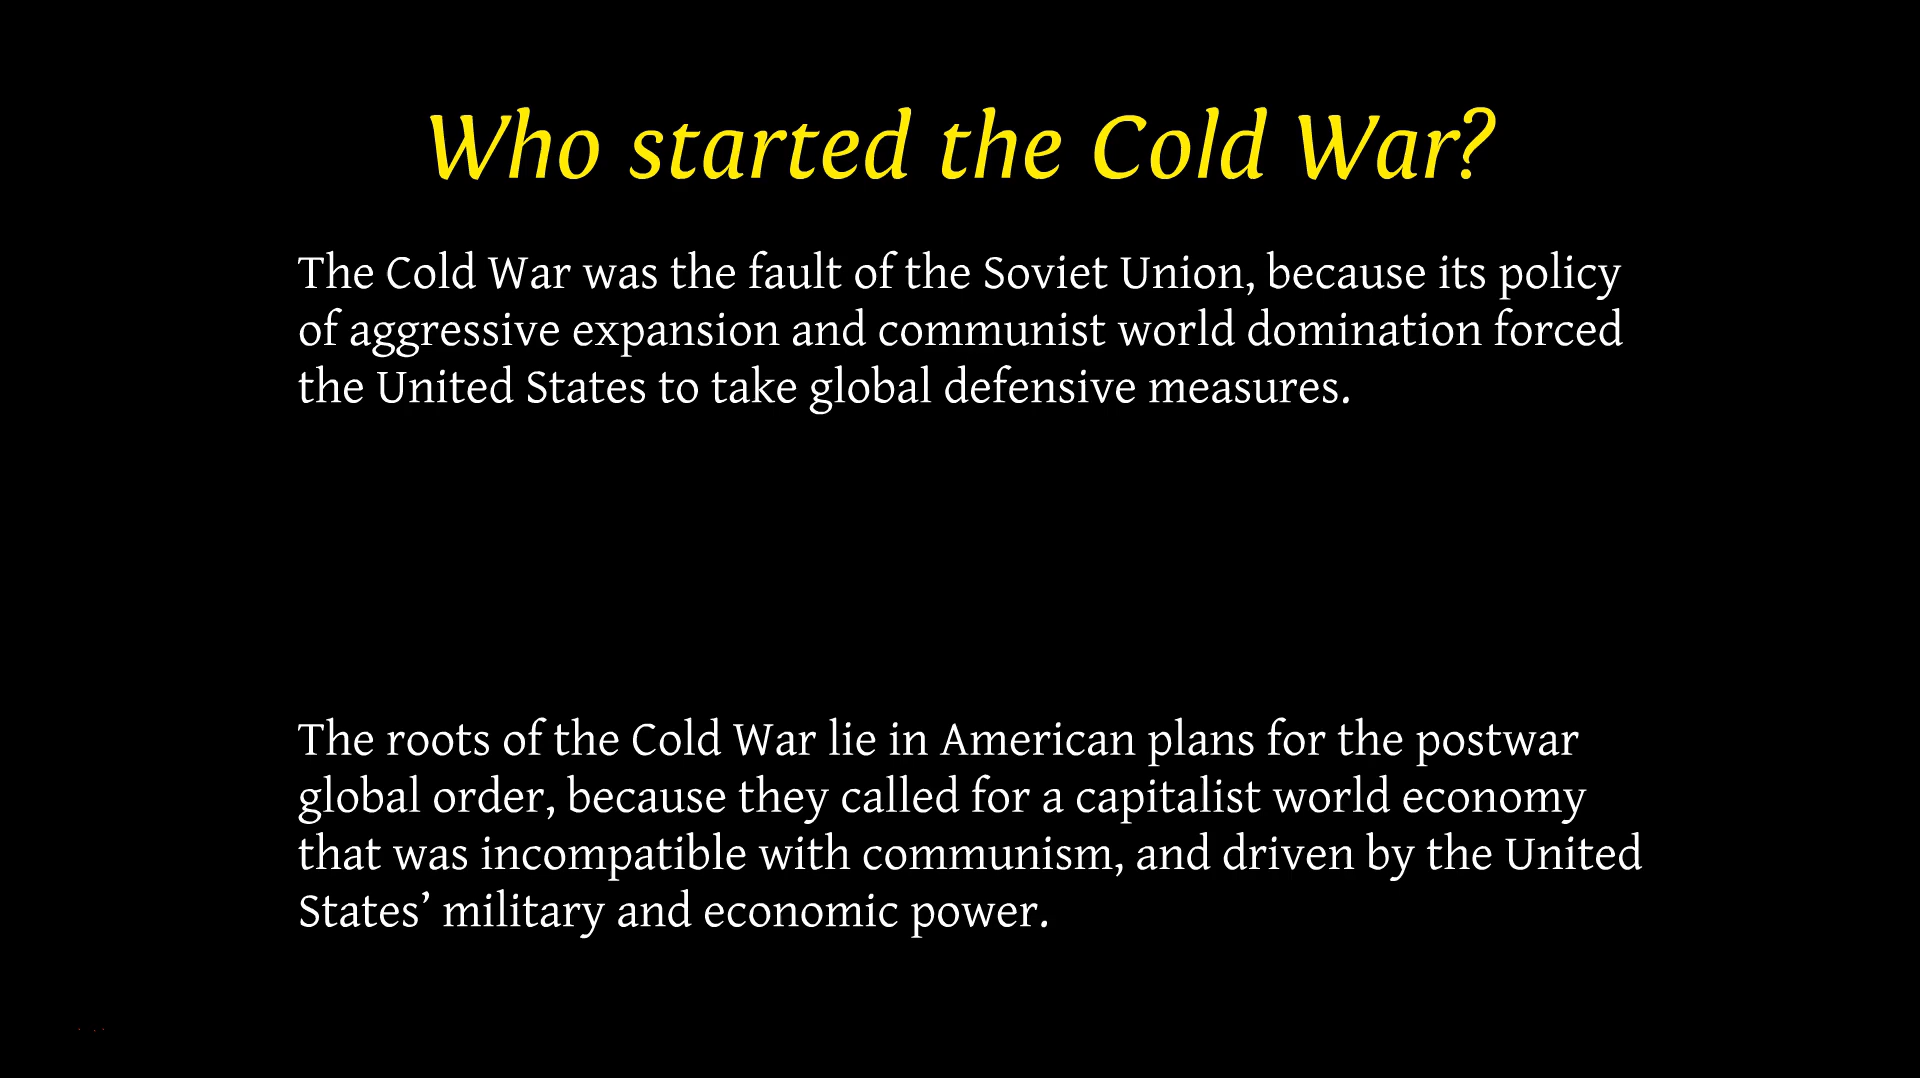 Who started the Cold War?
The Cold War was the fault of the Soviet Union, because its policy
of aggressive expansion and communist world domination forced
the United States to take global defensive measures.
The roots of the Cold War lie in American plans for the postwar
global order, because they called for a capitalist world economy
that was incompatible with communism, and driven by the United
States’ military and economic power.